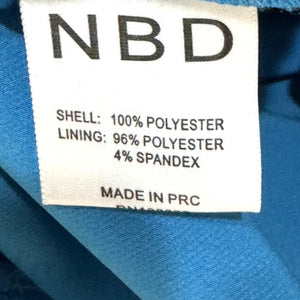 NBD
SHELL: 100% POLYESTER
LINING: 96% POLYESTER
4% SPANDEX
MADE IN PRC